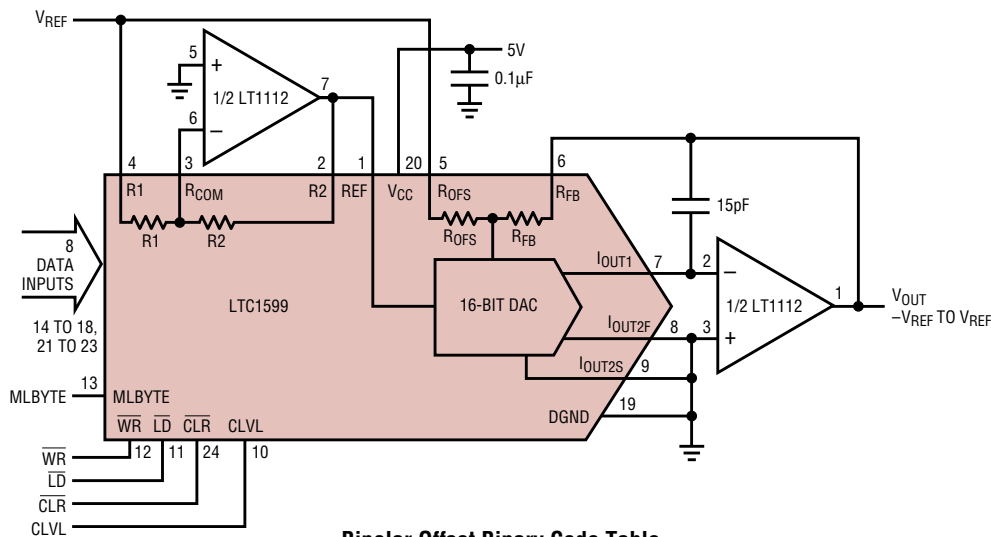 VREF
5
+
1/2 LT1112
7
6
–
5V
0.1µF
4
3
2
1
20
5
6
R1
RCOM
R2
REF
VCC
ROFS
RFB
R1
R2
ROFS
RFB
15pF
8
DATA
INPUTS
14 TO 18,
21 TO 23
LTC1599
16-BIT DAC
IOUT1
7
2
–
1/2 LT1112
1
VOUT
–VREF TO VREF
IOUT2F
8
3
+
IOUT2S
9
DGND
19
MLBYTE
13
MLBYTE
WR
LD
CLR
CLVL
12
11
24
10
WR
LD
CLR
CLVL
Bipolar Offset Binary Code Table